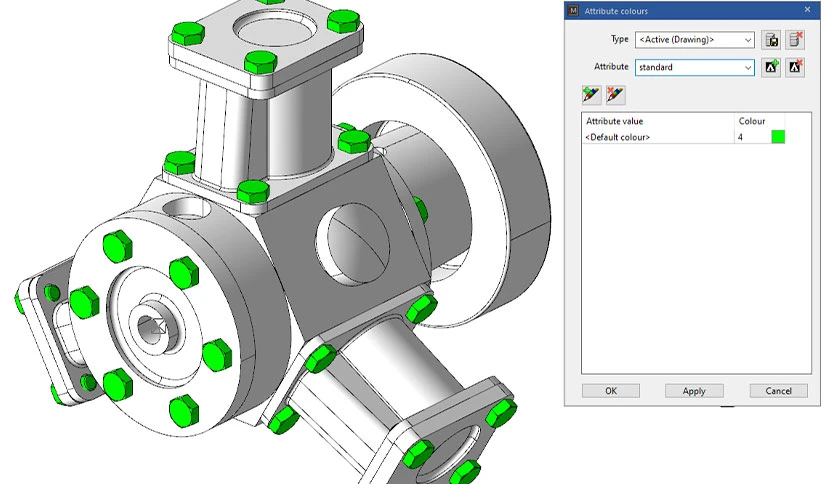 M Attribute colours
Type <Active (Drawing)>
Attribute standard
Attribute value Colour
<Default colour> 4
OK Apply Cancel